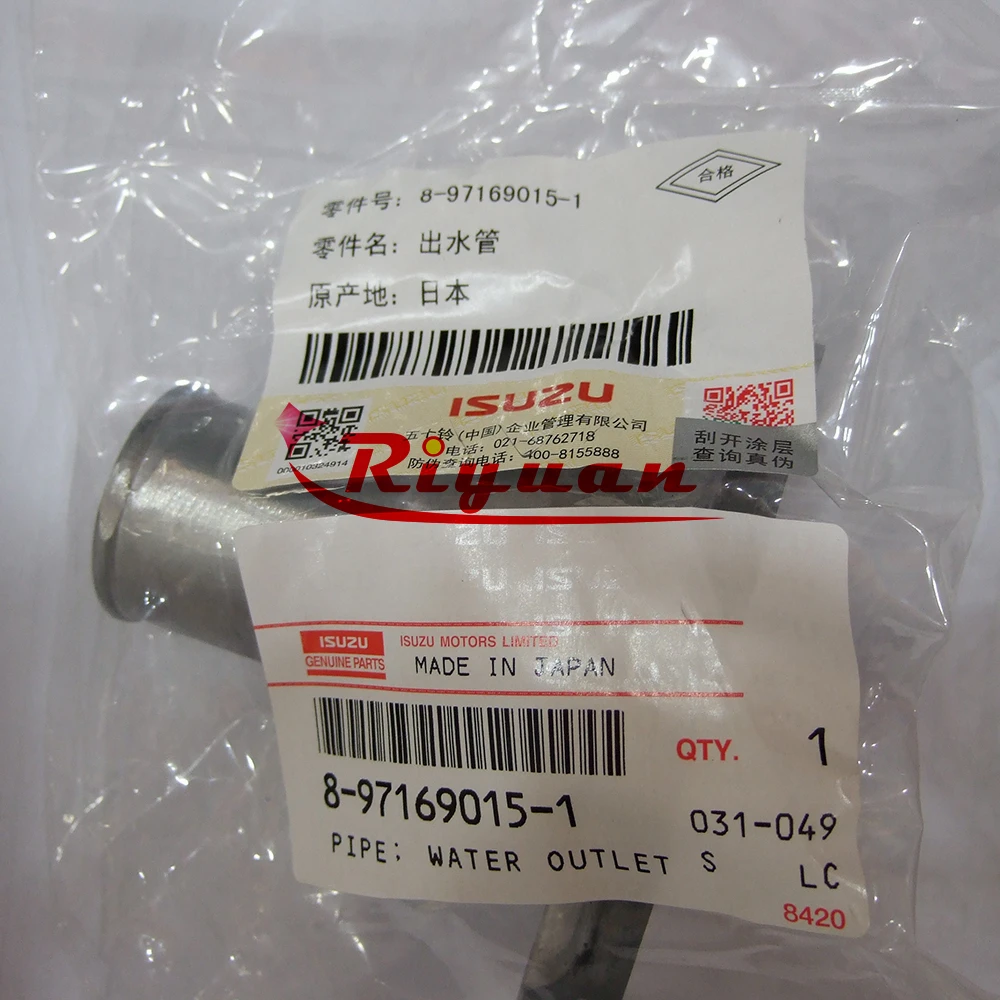 合格
零件号: 8-97169015-1
零件名: 出水管
原产地: 日本
ISUZU
五十铃(中国)企业管理有限公司
电话: 021-68762718
防伪查询电话: 400-8155888
刮开涂层
查询真伪
Riyuan
ISUZU
GENUINE PARTS
ISUZU MOTORS LIMITED
MADE IN JAPAN
QTY. 1
8-97169015-1
031-049
PIPE; WATER OUTLET S
LC
8420